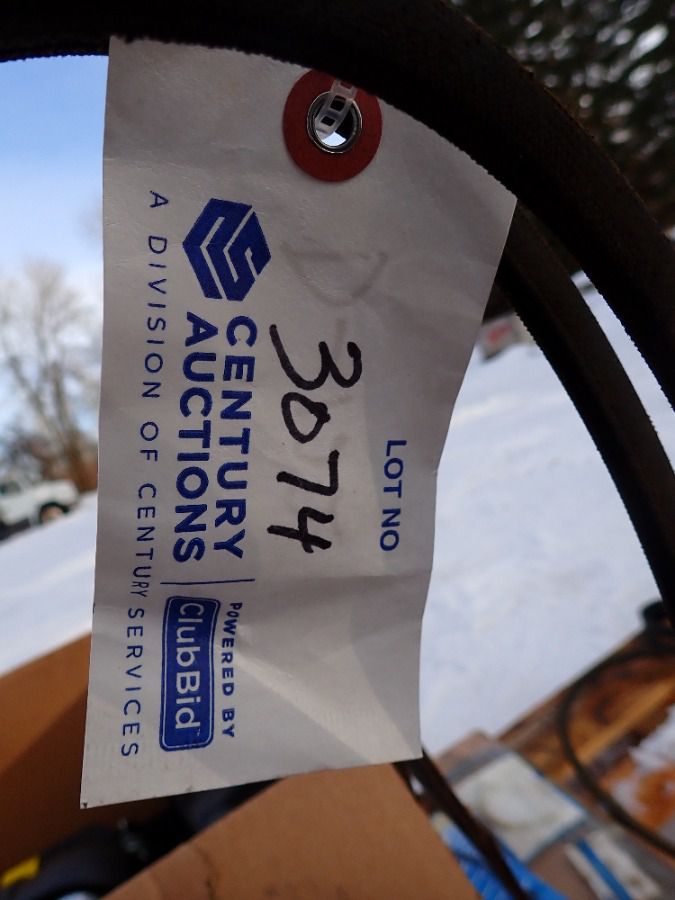 LOT NO
3074
CENTURY
AUCTIONS
POWERED BY
ClubBid
A DIVISION OF CENTURY SERVICES